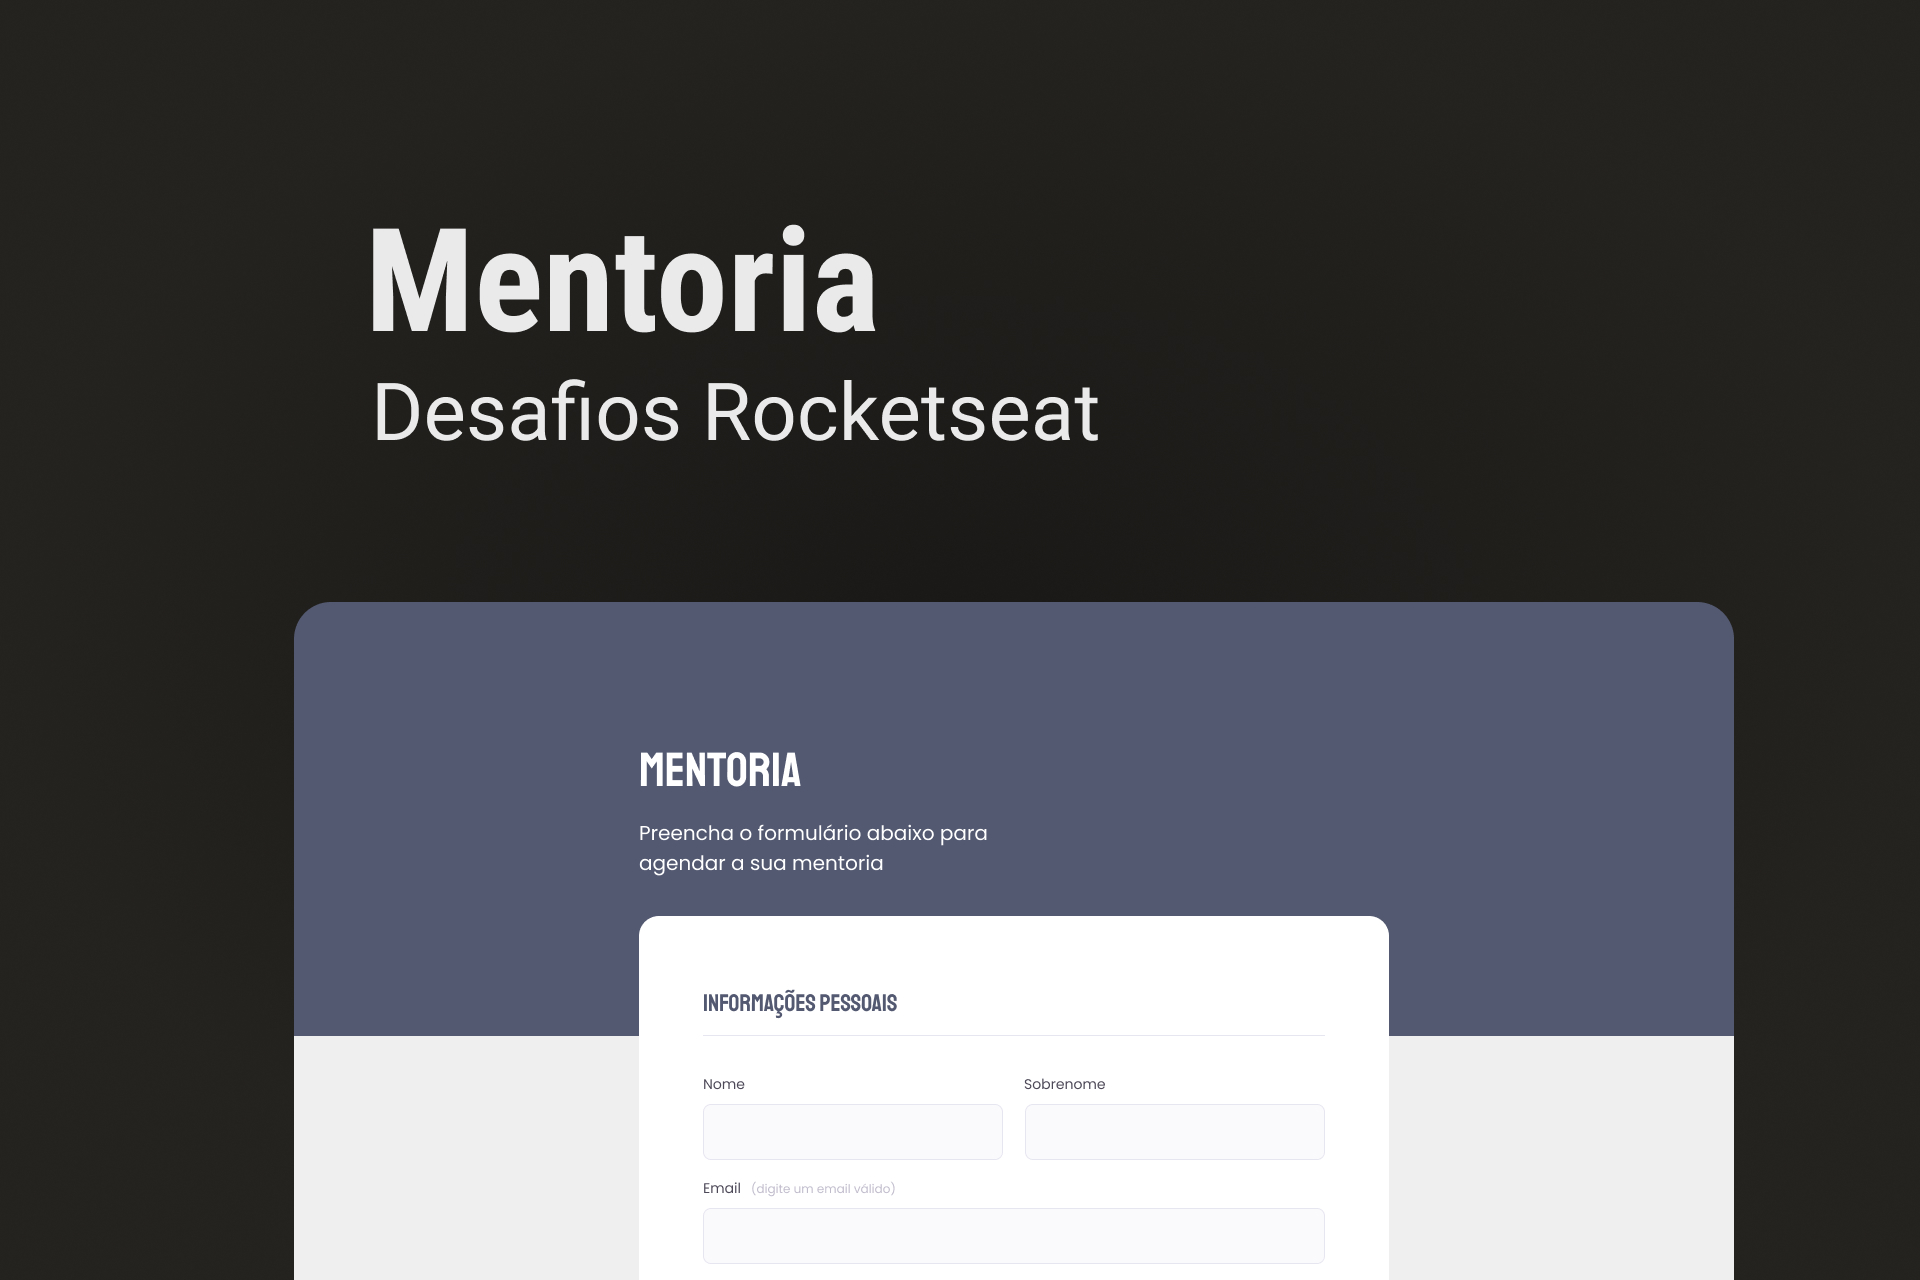 Mentoria
Desafios Rocketseat
MENTORIA
Preencha o formulário abaixo para
agendar a sua mentoria
INFORMAÇÕES PESSOAIS
Nome Sobrenome
Email (digite um email válido)